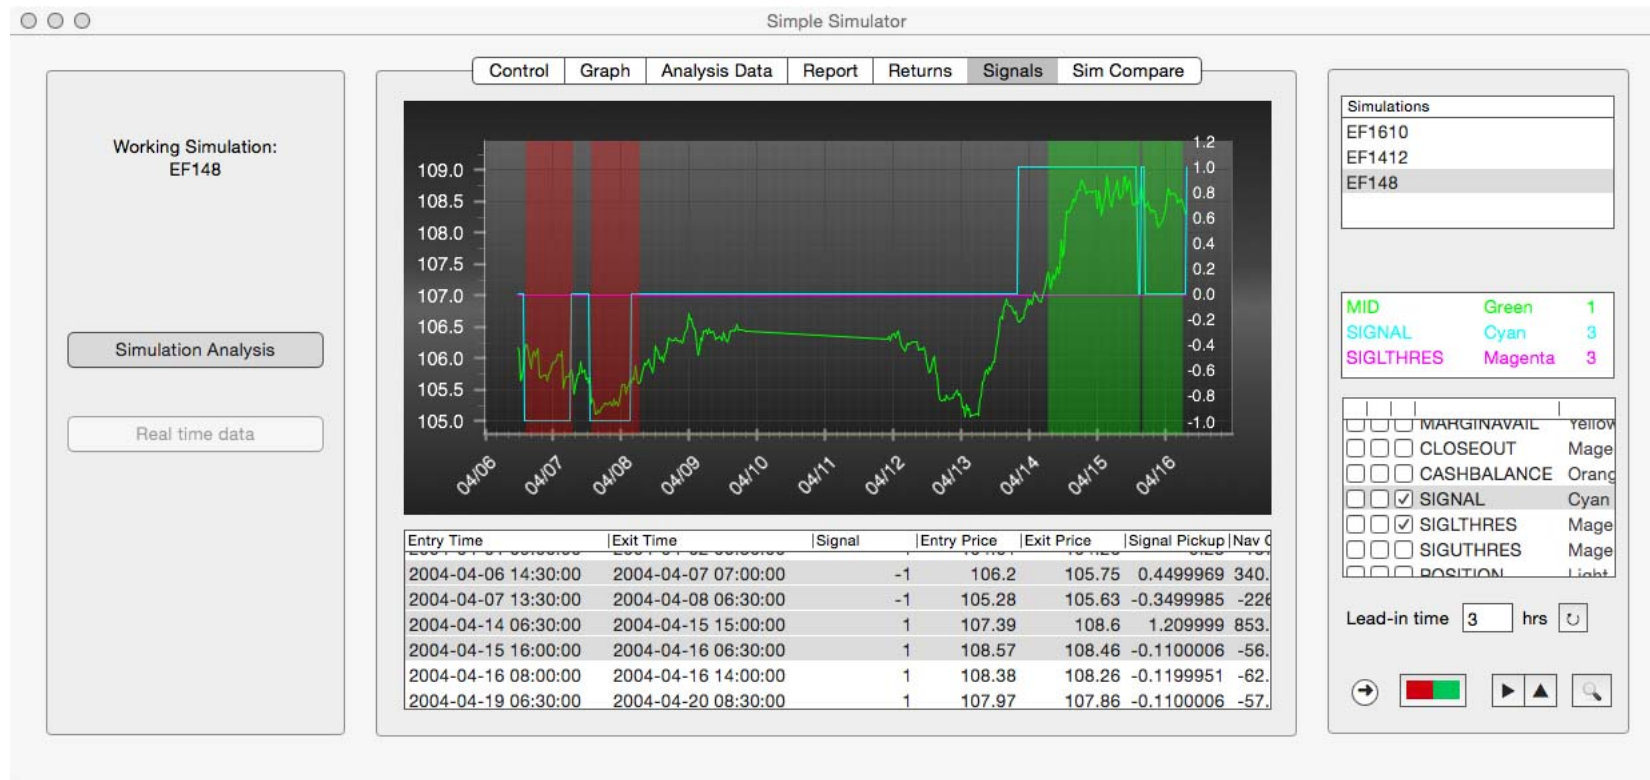 Simple Simulator
Control Graph Analysis Data Report Returns Signals Sim Compare
Working Simulation:
EF148
Simulation Analysis
Real time data
109.0
108.5
108.0
107.5
107.0
106.5
106.0
105.5
105.0
1.2
1.0
0.8
0.6
0.4
0.2
0.0
-0.2
-0.4
-0.6
-0.8
-1.0
04/06 04/07 04/08 04/09 04/10 04/11 04/12 04/13 04/14 04/15 04/16
Entry Time Exit Time Signal Entry Price Exit Price Signal Pickup Nav
2004-04-06 14:30:00 2004-04-07 07:00:00 -1 106.2 105.75 0.4499969 340.
2004-04-07 13:30:00 2004-04-08 06:30:00 -1 105.28 105.63 -0.3499985 -226
2004-04-14 06:30:00 2004-04-15 15:00:00 1 107.39 108.6 1.209999 853.
2004-04-15 16:00:00 2004-04-16 06:30:00 1 108.57 108.46 -0.1100006 -56.
2004-04-16 08:00:00 2004-04-16 14:00:00 1 108.38 108.26 -0.1199951 -62.
2004-04-19 06:30:00 2004-04-20 08:30:00 1 107.97 107.86 -0.1100006 -57.
Simulations
EF1610
EF1412
EF148
MID Green 1
SIGNAL Cyan 3
SIGLTHRES Magenta 3
MARGINAVAIL Yellow
CLOSEOUT Mage
CASHBALANCE Orang
SIGNAL Cyan
SIGLTHRES Mage
SIGUTHRES Mage
POSITION Light
Lead-in time 3 hrs